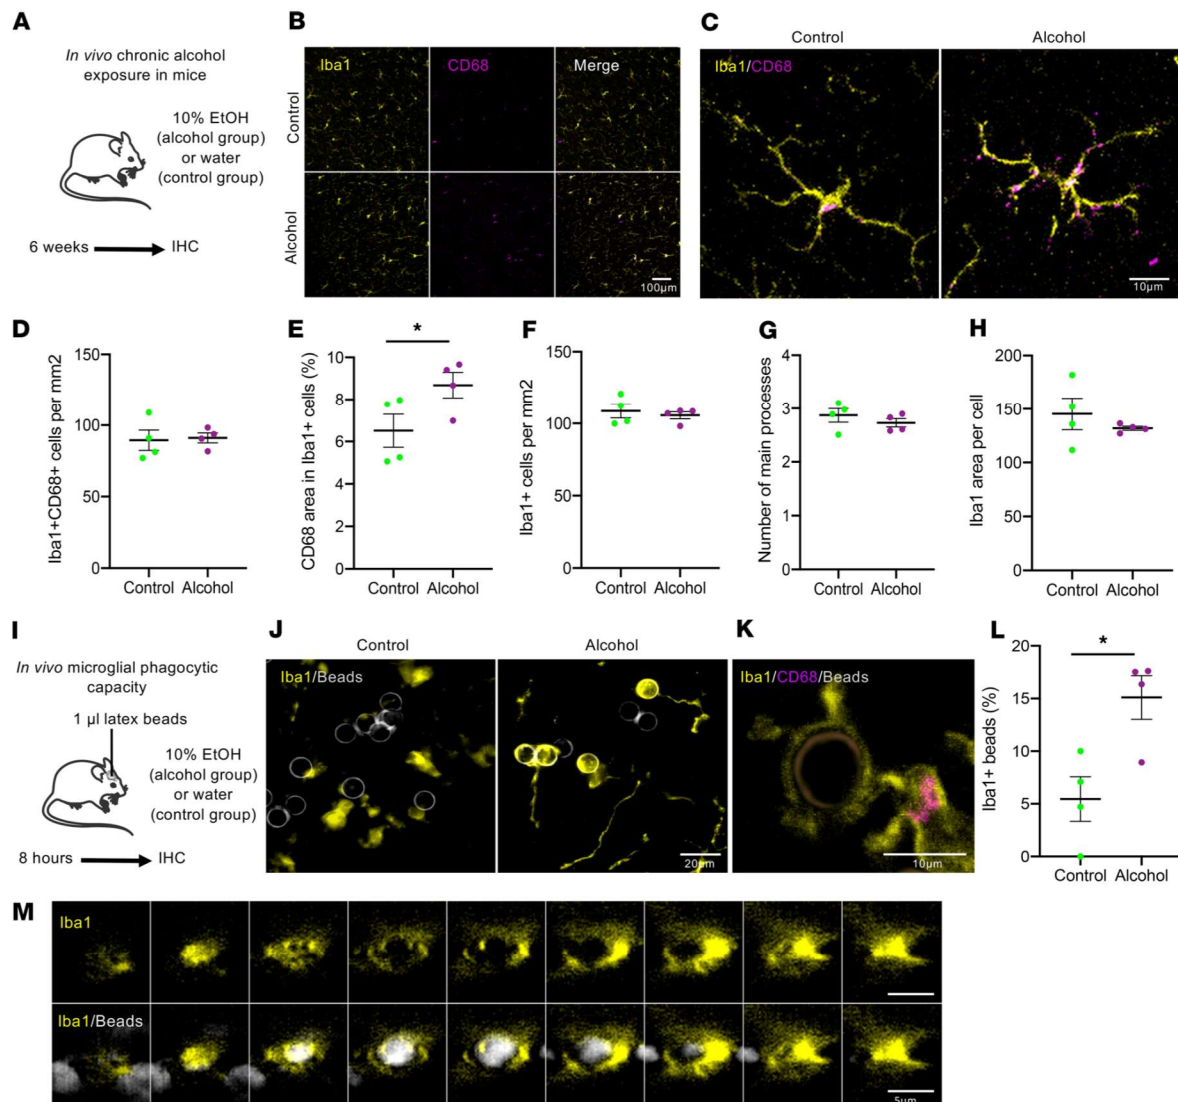 A
In vivo chronic alcohol
exposure in mice
10% EtOH
(alcohol group)
or water
(control group)
6 weeks
IHC
B
Iba1
CD68
Merge
Control
Alcohol
100µm
C
Control
Alcohol
Iba1/CD68
10µm
D
Iba1+CD68+ cells per mm2
150
100
50
0
Control
Alcohol
E
CD68 area in Iba1+ cells (%)
*
10
8
6
4
2
0
Control
Alcohol
F
Iba1+ cells per mm2
150
100
50
0
Control
Alcohol
G
Number of main processes
4
3
2
1
0
Control
Alcohol
H
Iba1 area per cell
200
150
100
50
0
Control
Alcohol
I
In vivo microglial phagocytic
capacity
1 µl latex beads
10% EtOH
(alcohol group)
or water
(control group)
8 hours
IHC
J
Control
Alcohol
Iba1/Beads
20µm
K
Iba1/CD68/Beads
10µm
L
Iba1+ beads (%)
*
20
15
10
5
0
Control
Alcohol
M
Iba1
Iba1/Beads
5µm